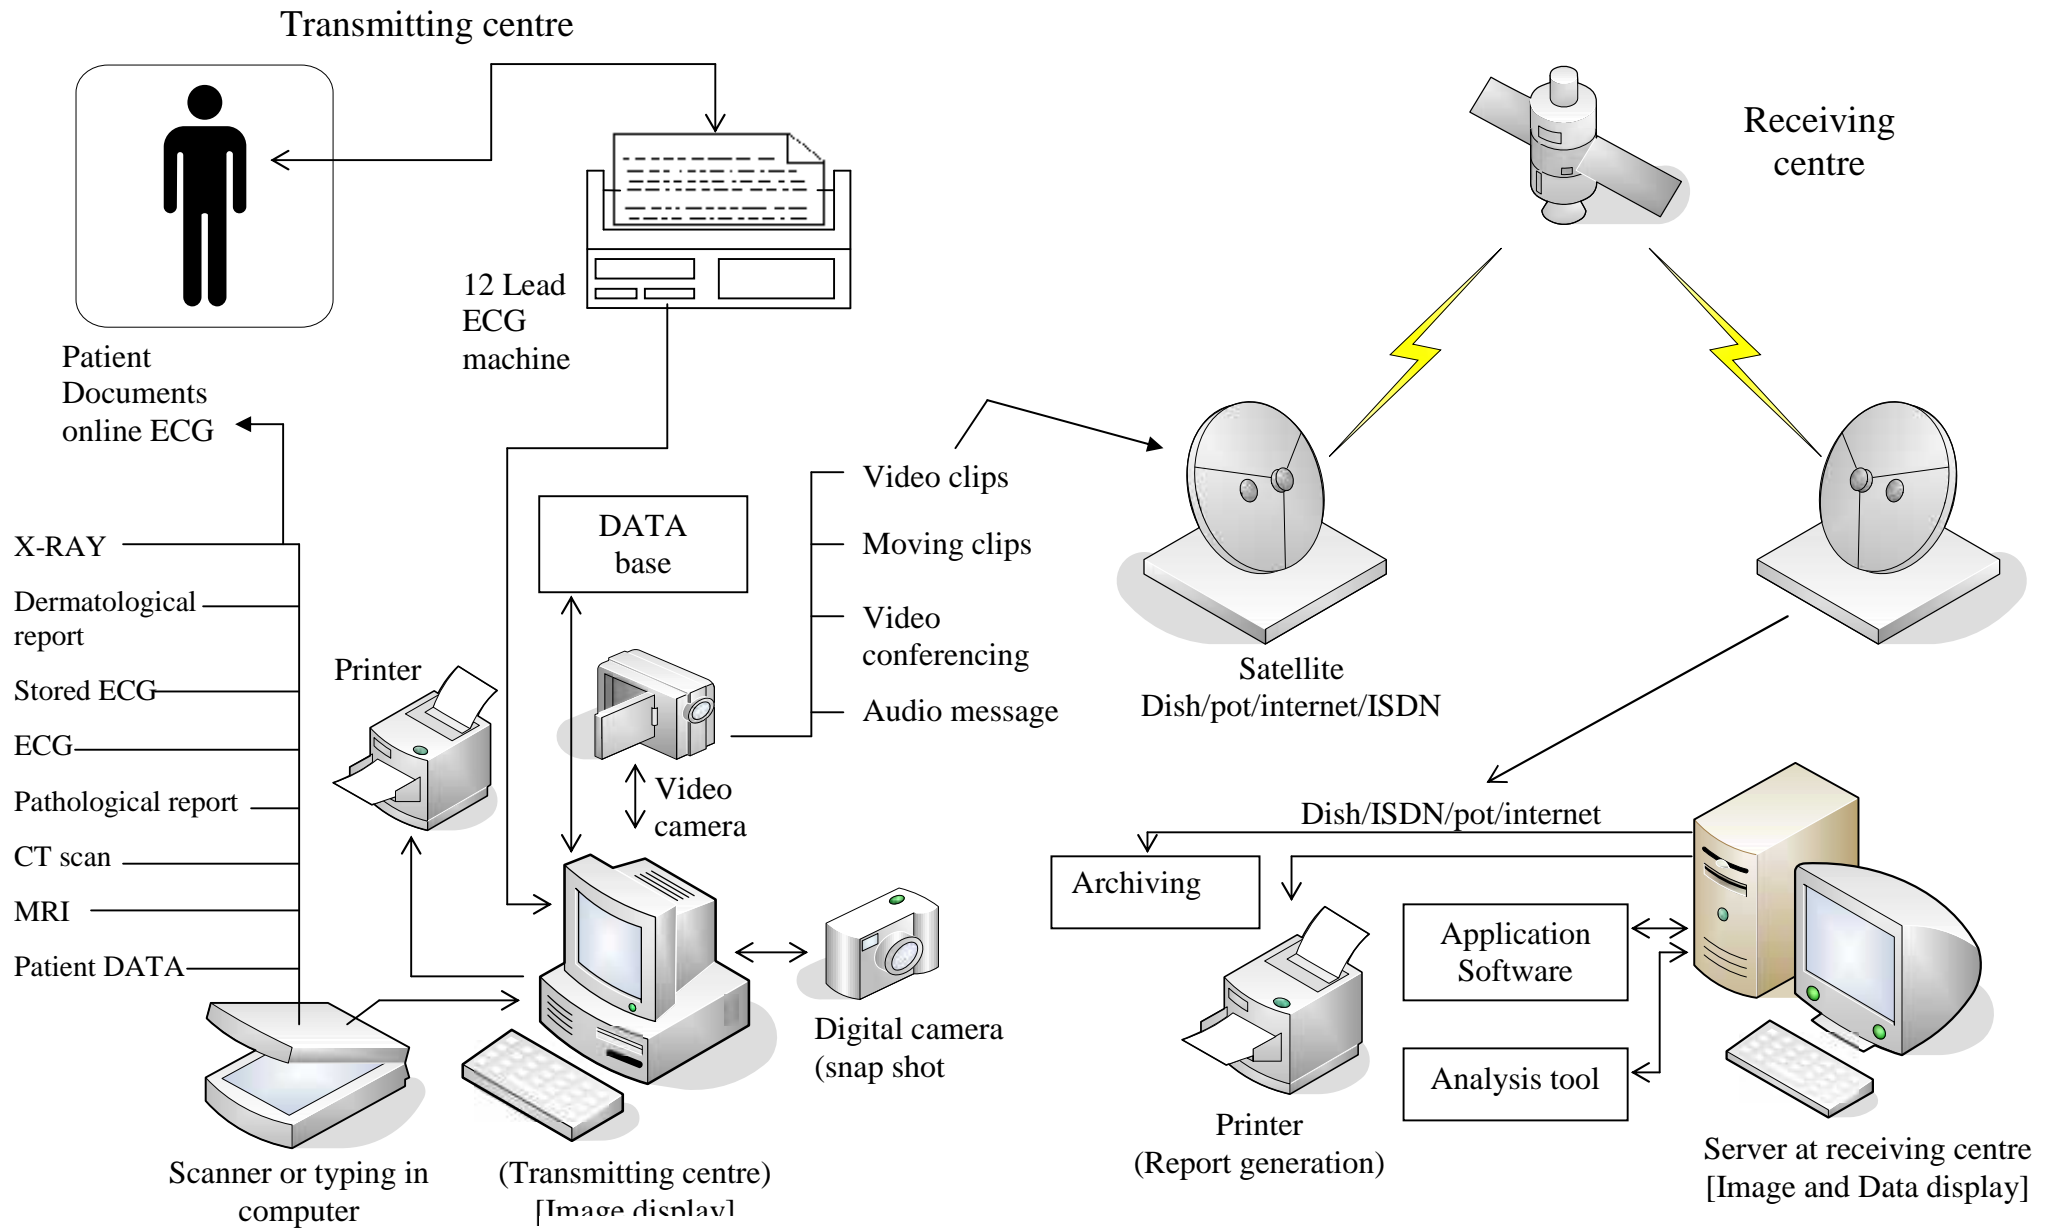 Transmitting centre
Receiving
centre
12 Lead
ECG
machine
Patient
Documents
online ECG
X-RAY
Dermatological
report
Stored ECG
ECG
Pathological report
CT scan
MRI
Patient DATA
Printer
DATA
base
Video
camera
Video clips
Moving clips
Video
conferencing
Audio message
Satellite
Dish/pot/internet/ISDN
Dish/ISDN/pot/internet
Archiving
Application
Software
Analysis tool
Digital camera
(snap shot
Scanner or typing in
computer
(Transmitting centre)
[Image display]
Printer
(Report generation)
Server at receiving centre
[Image and Data display]